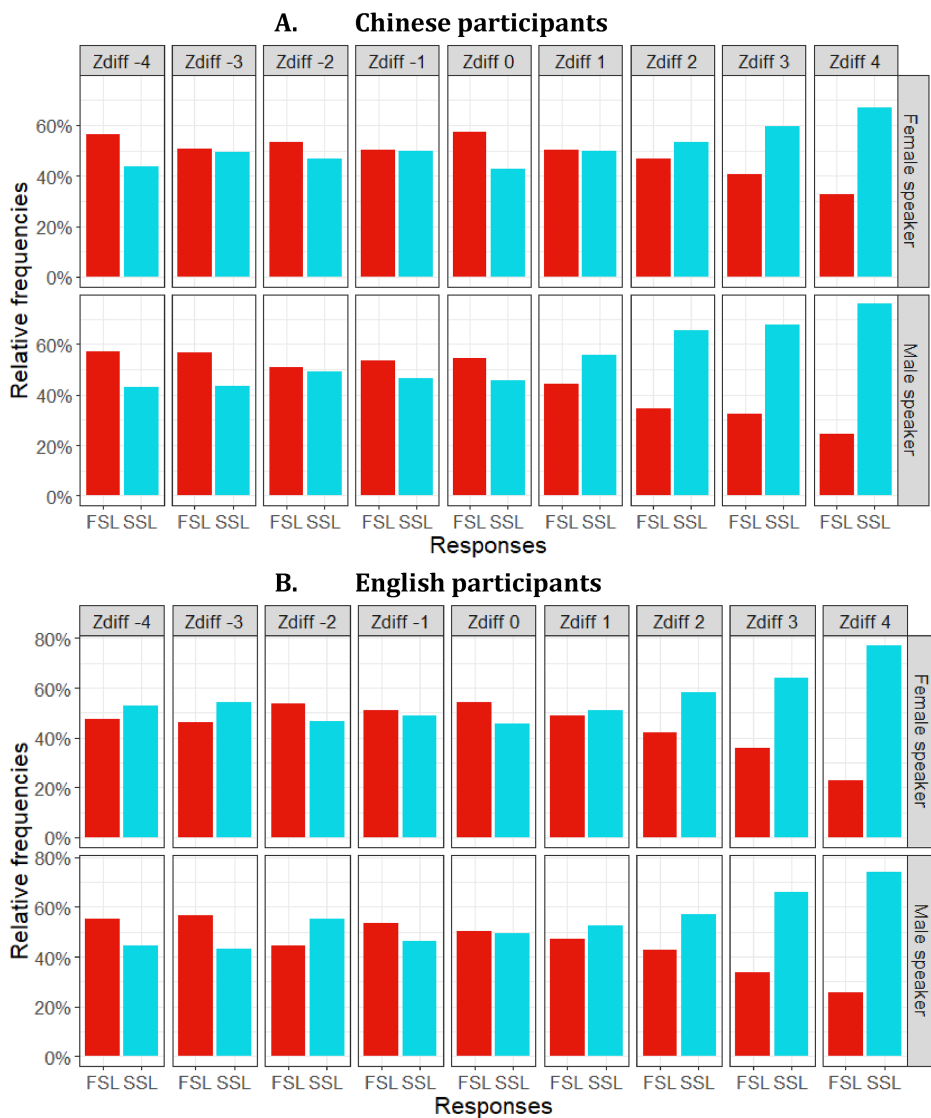 A. Chinese participants
Zdiff -4 Zdiff -3 Zdiff -2 Zdiff -1 Zdiff 0 Zdiff 1 Zdiff 2 Zdiff 3 Zdiff 4
Relative frequencies
60%
40%
20%
0%
Female speaker
60%
40%
20%
0%
Male speaker
FSL SSL FSL SSL FSL SSL FSL SSL FSL SSL FSL SSL FSL SSL FSL SSL FSL SSL
Responses
B. English participants
Zdiff -4 Zdiff -3 Zdiff -2 Zdiff -1 Zdiff 0 Zdiff 1 Zdiff 2 Zdiff 3 Zdiff 4
Relative frequencies
80%
60%
40%
20%
0%
Female speaker
80%
60%
40%
20%
0%
Male speaker
FSL SSL FSL SSL FSL SSL FSL SSL FSL SSL FSL SSL FSL SSL FSL SSL FSL SSL
Responses